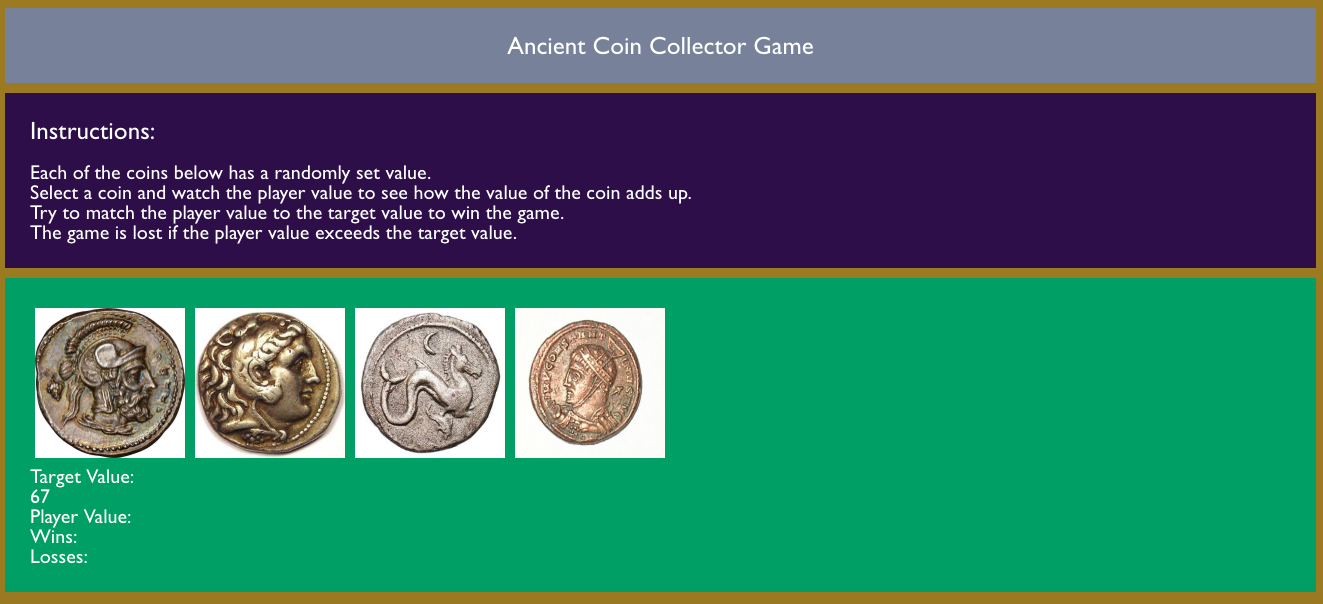 Ancient Coin Collector Game
Instructions:
Each of the coins below has a randomly set value.
Select a coin and watch the player value to see how the value of the coin adds up.
Try to match the player value to the target value to win the game.
The game is lost if the player value exceeds the target value.
Target Value:
67
Player Value:
Wins:
Losses: